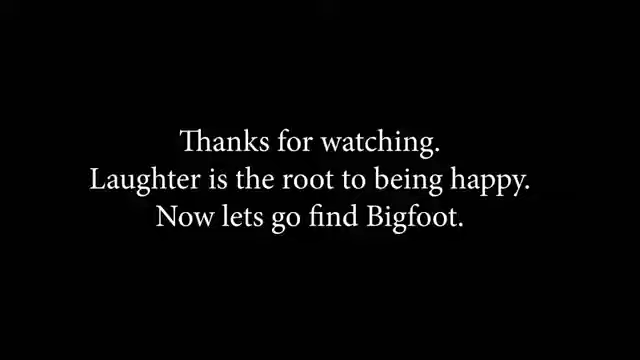 Thanks for watching.
Laughter is the root to being happy.
Now lets go find Bigfoot.